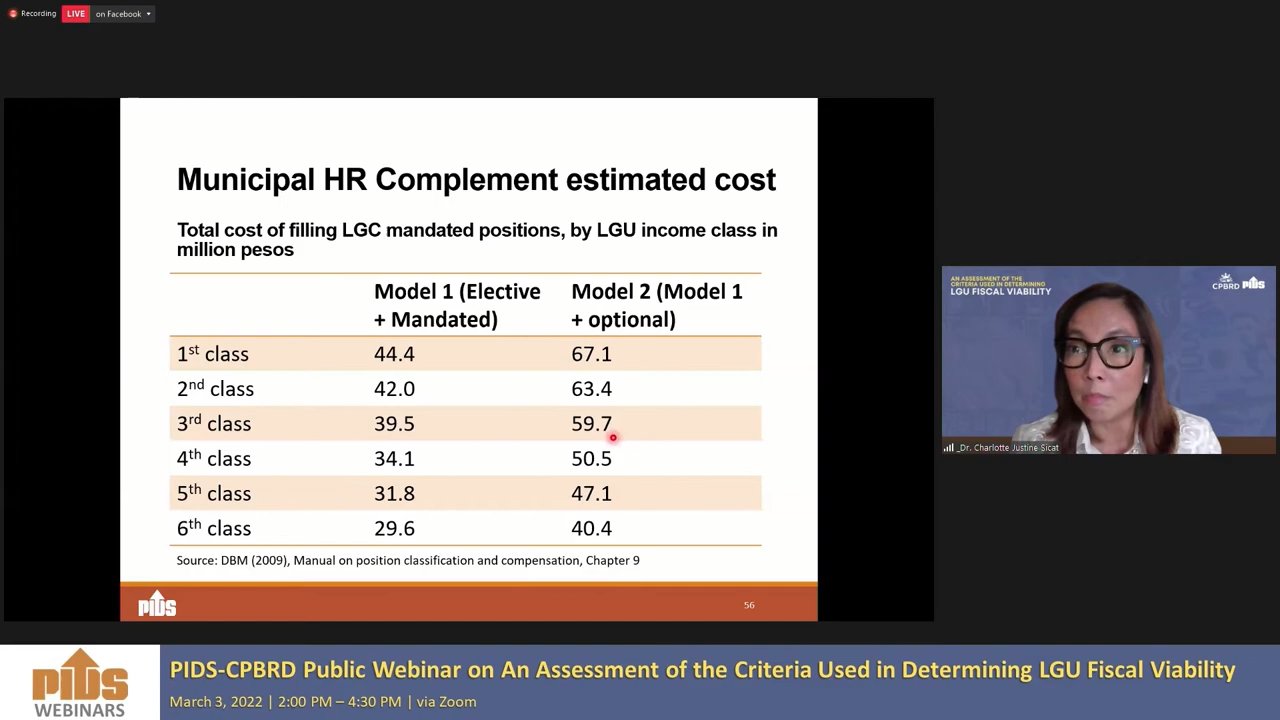 Recording LIVE on Facebook
Municipal HR Complement estimated cost
Total cost of filling LGC mandated positions, by LGU income class in
million pesos
Model 1 (Elective
+ Mandated)
Model 2 (Model 1
+ optional)
1st class 44.4 67.1
2nd class 42.0 63.4
3rd class 39.5 59.7
4th class 34.1 50.5
5th class 31.8 47.1
6th class 29.6 40.4
Source: DBM (2009), Manual on position classification and compensation, Chapter 9
PIDS
56
AN ASSESSMENT OF THE
CRITERIA USED IN DETERMINING
LGU FISCAL VIABILITY
CPBRD PIDS
_Dr. Charlotte Justine Sicat
PIDS
WEBINARS
PIDS-CPBRD Public Webinar on An Assessment of the Criteria Used in Determining LGU Fiscal Viability
March 3, 2022 | 2:00 PM – 4:30 PM | via Zoom